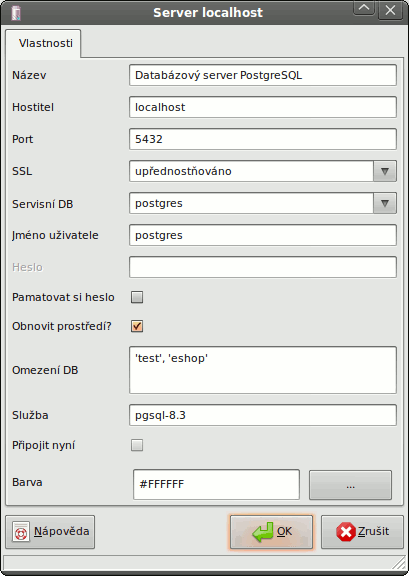 Server localhost
Vlastnosti
Název Databázový server PostgreSQL
Hostitel localhost
Port 5432
SSL upřednostňováno
Servisní DB postgres
Jméno uživatele postgres
Heslo
Pamatovat si heslo
Obnovit prostředí?
Omezení DB 'test', 'eshop'
Služba pgsql-8.3
Připojit nyní
Barva #FFFFFF ...
Nápověda OK Zrušit